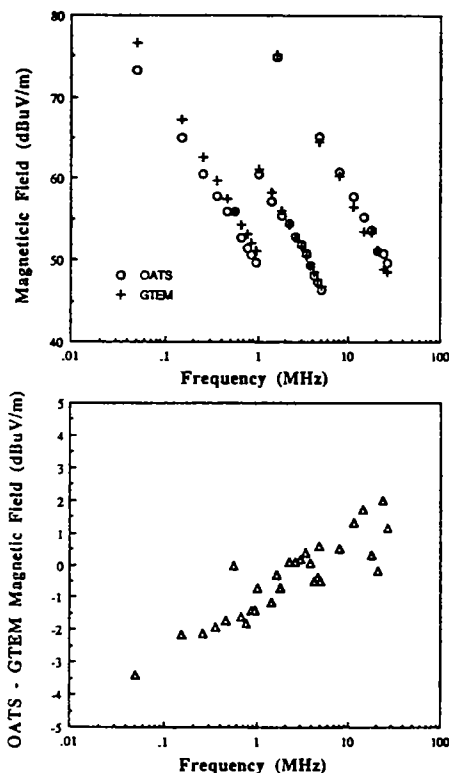 Magneticic Field (dBuV/m)
80
70
60
50
40
OATS
GTEM
.01 .1 1 10 100
Frequency (MHz)
OATS - GTEM Magnetic Field (dBuV/m)
5
4
3
2
1
0
-1
-2
-3
-4
-5
.01 .1 1 10 100
Frequency (MHz)